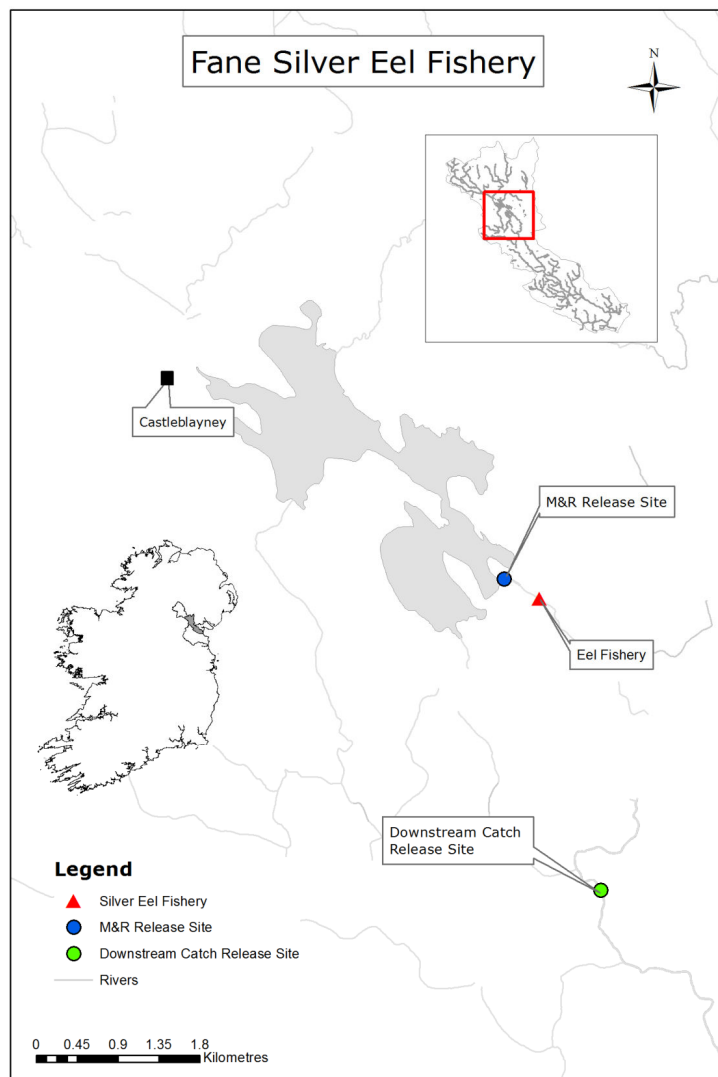 Fane Silver Eel Fishery
N
Castleblayney
M&R Release Site
Eel Fishery
Downstream Catch
Release Site
Legend
Silver Eel Fishery
M&R Release Site
Downstream Catch Release Site
Rivers
0 0.45 0.9 1.35 1.8
Kilometres